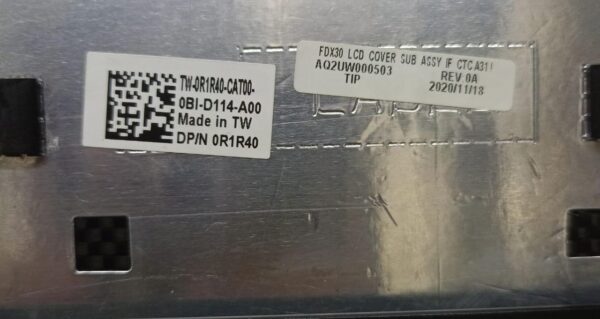 TW-0R1R40-CAT00-
0BI-D114-A00
Made in TW
DP/N 0R1R40
FDX30 LCD COVER SUB ASSY IF CTC A31!
AQ2UW000503
REV 0A
TIP
2020/11/18